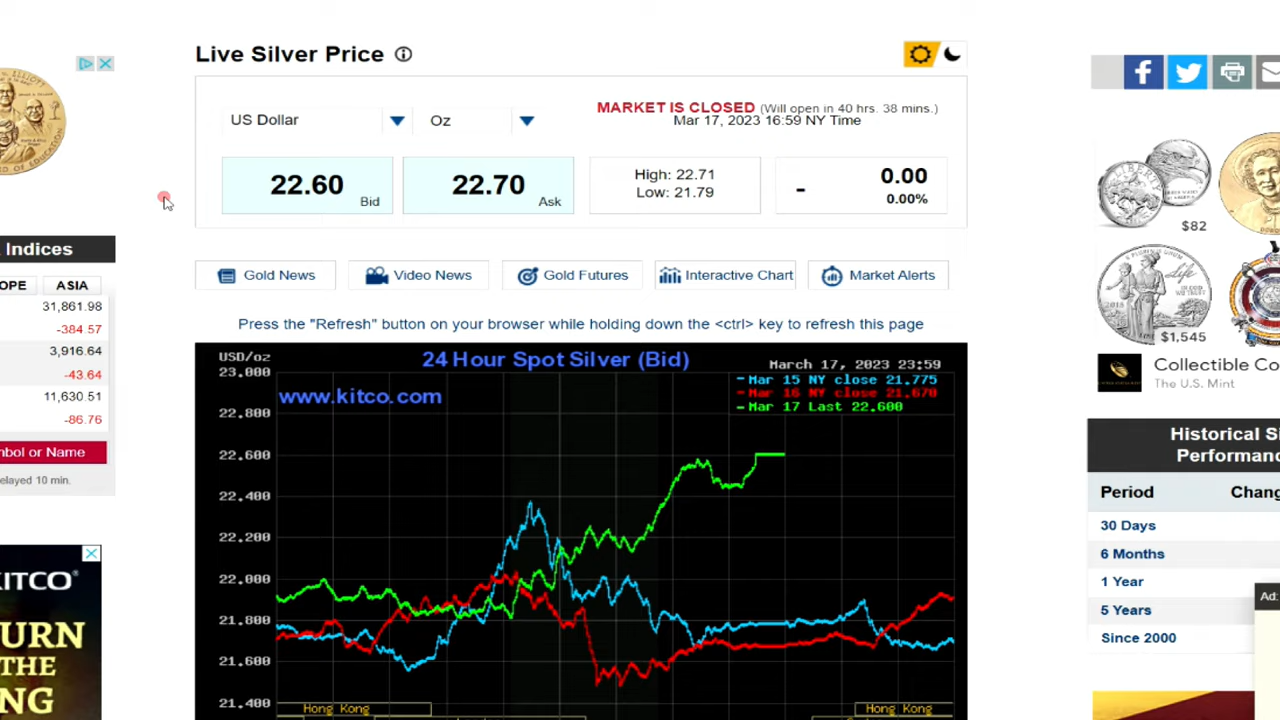 Live Silver Price
MARKET IS CLOSED (Will open in 40 hrs. 38 mins.)
Mar 17, 2023 16:59 NY Time
US Dollar
Oz
22.60
Bid
22.70
Ask
High: 22.71
Low: 21.79
-
0.00
0.00%
Indices
OPE
ASIA
31,861.98
-384.57
3,916.64
-43.64
11,630.51
-86.76
mbol or Name
elayed 10 min.
Gold News
Video News
Gold Futures
Interactive Chart
Market Alerts
Press the "Refresh" button on your browser while holding down the <ctrl> key to refresh this page
USD/oz
24 Hour Spot Silver (Bid)
March 17, 2023 23:59
www.kitco.com
Mar 15 NY close 21.775
Mar 16 NY close 21.670
Mar 17 Last 22.600
23.000
22.800
22.600
22.400
22.200
22.000
21.800
21.600
21.400
Hong Kong
Hong Kong
KITCO
URN
THE
NG
$82
$1,545
Collectible Co
The U.S. Mint
Historical Si
Performanc
Period
Chang
30 Days
6 Months
1 Year
5 Years
Since 2000
Ad: